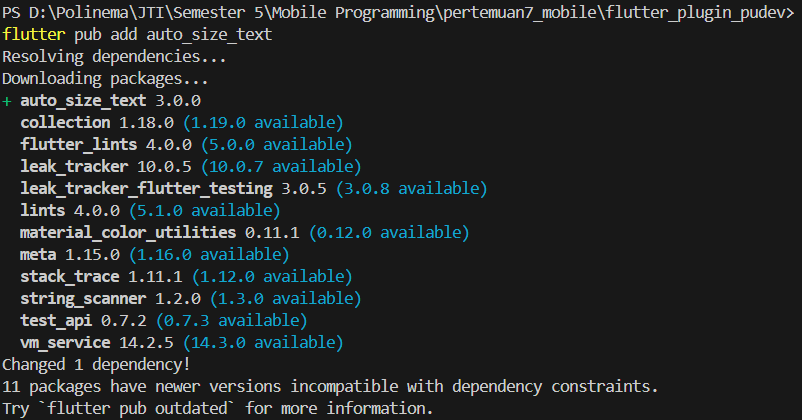 PS D:\Polinema\JTI\Semester 5\Mobile Programming\pertemuan7_mobile\flutter_plugin_pudev>
flutter pub add auto_size_text
Resolving dependencies...
Downloading packages...
+ auto_size_text 3.0.0
  collection 1.18.0 (1.19.0 available)
  flutter_lints 4.0.0 (5.0.0 available)
  leak_tracker 10.0.5 (10.0.7 available)
  leak_tracker_flutter_testing 3.0.5 (3.0.8 available)
  lints 4.0.0 (5.1.0 available)
  material_color_utilities 0.11.1 (0.12.0 available)
  meta 1.15.0 (1.16.0 available)
  stack_trace 1.11.1 (1.12.0 available)
  string_scanner 1.2.0 (1.3.0 available)
  test_api 0.7.2 (0.7.3 available)
  vm_service 14.2.5 (14.3.0 available)
Changed 1 dependency!
11 packages have newer versions incompatible with dependency constraints.
Try `flutter pub outdated` for more information.